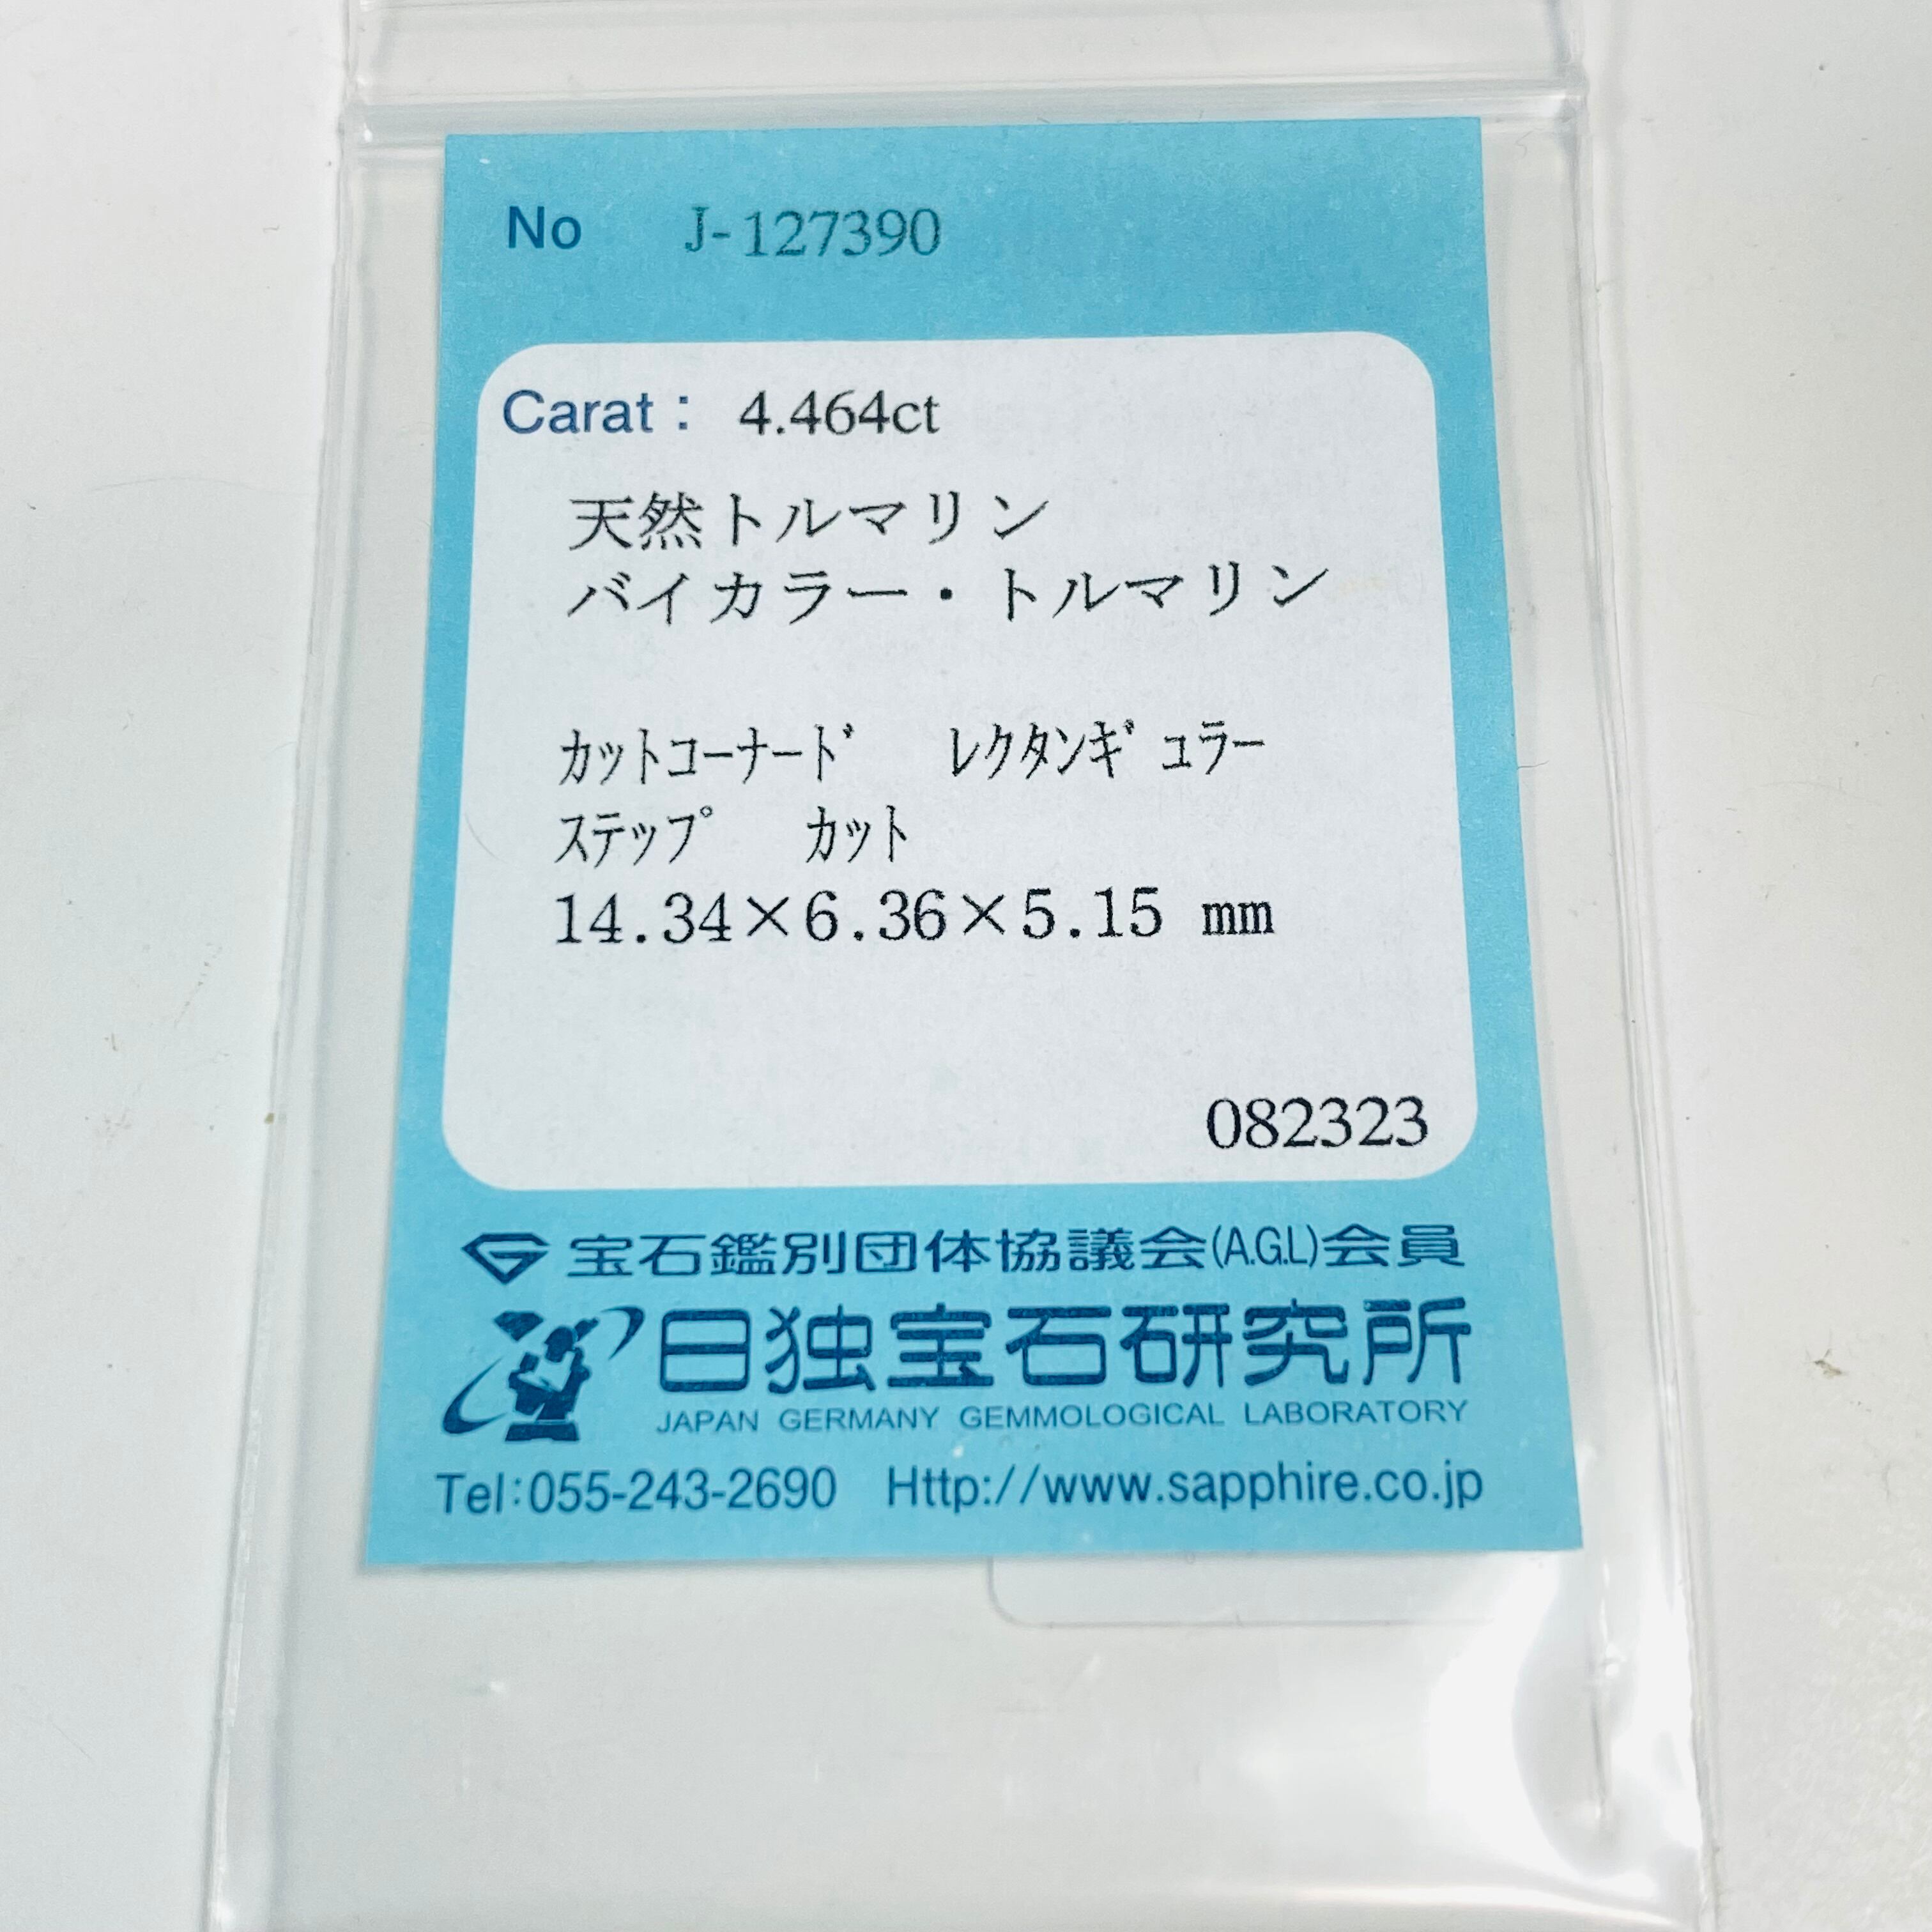 No J-127390
Carat： 4.464ct
天然トルマリン
バイカラー・トルマリン
ｶｯﾄｺｰﾅｰﾄﾞ ﾚｸﾀﾝｷﾞｭﾗｰ
ｽﾃｯﾌﾟ ｶｯﾄ
14.34×6.36×5.15 mm
082323
宝石鑑別団体協議会(A.G.L)会員
日独宝石研究所
JAPAN GERMANY GEMMOLOGICAL LABORATORY
Tel:055-243-2690 Http://www.sapphire.co.jp